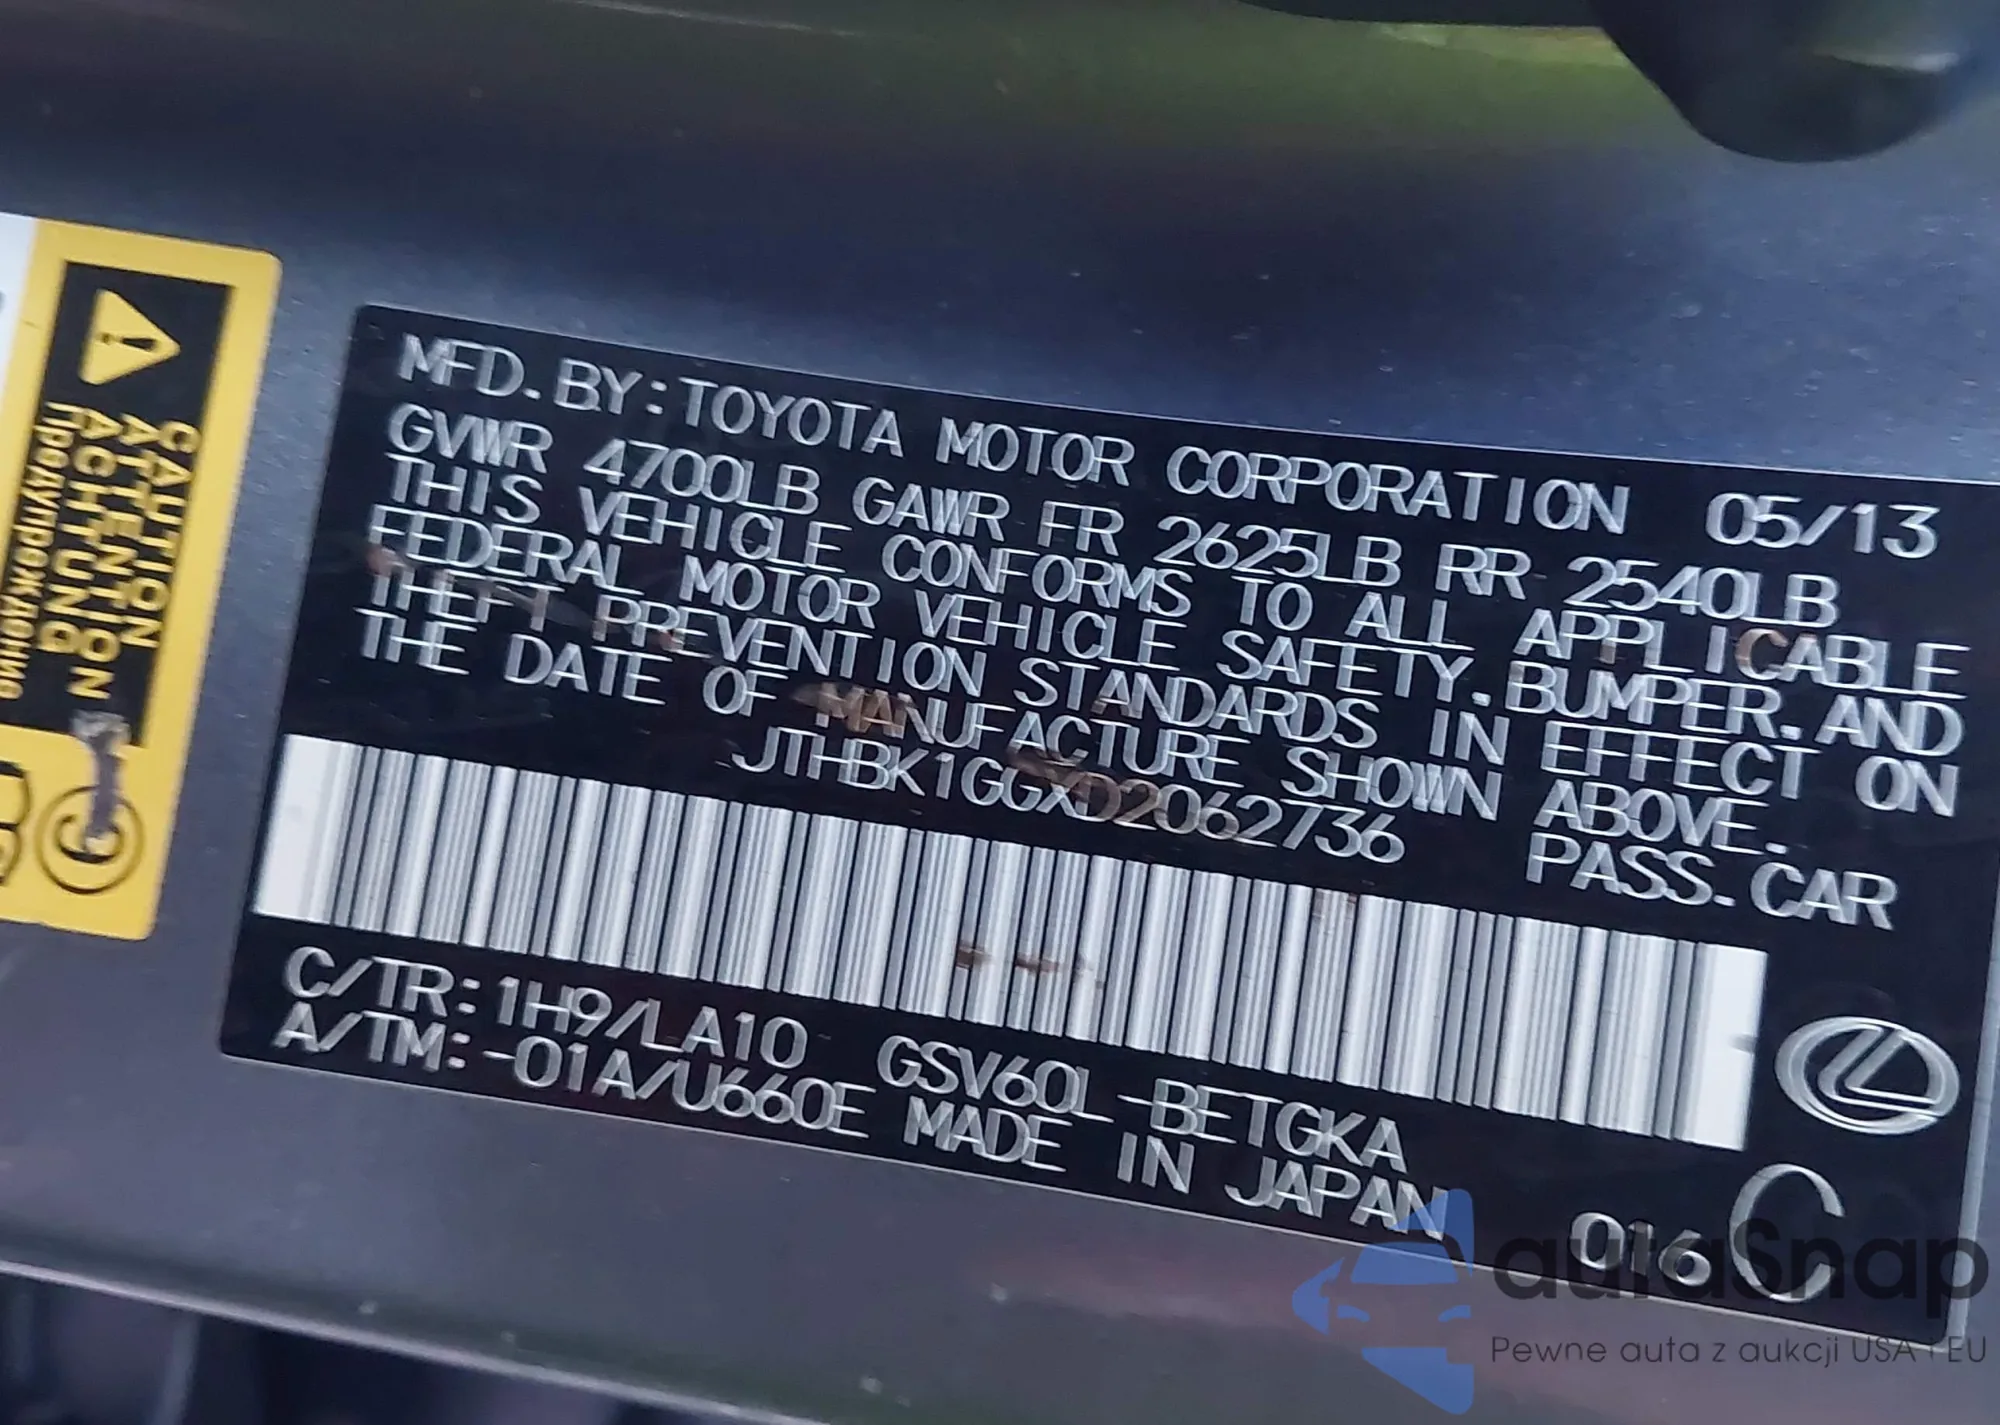 CAUTION
ATTENTION
ACHTUNG
Предупреждение
MFD. BY: TOYOTA MOTOR CORPORATION 05/13
GVWR 4700LB GAWR FR 2625LB RR 2540LB
THIS VEHICLE CONFORMS TO ALL APPLICABLE
FEDERAL MOTOR VEHICLE SAFETY. BUMPER. AND
THEFT PREVENTION STANDARDS IN EFFECT ON
THE DATE OF MANUFACTURE SHOWN ABOVE.
JTHBK1GGXD2062736 PASS. CAR
C/TR: 1H9/LA10 GSV60L-BETGKA
A/TM: -01A/U660E MADE IN JAPAN
016 C
autaSnap
Pewne auta z aukcji USA i EU